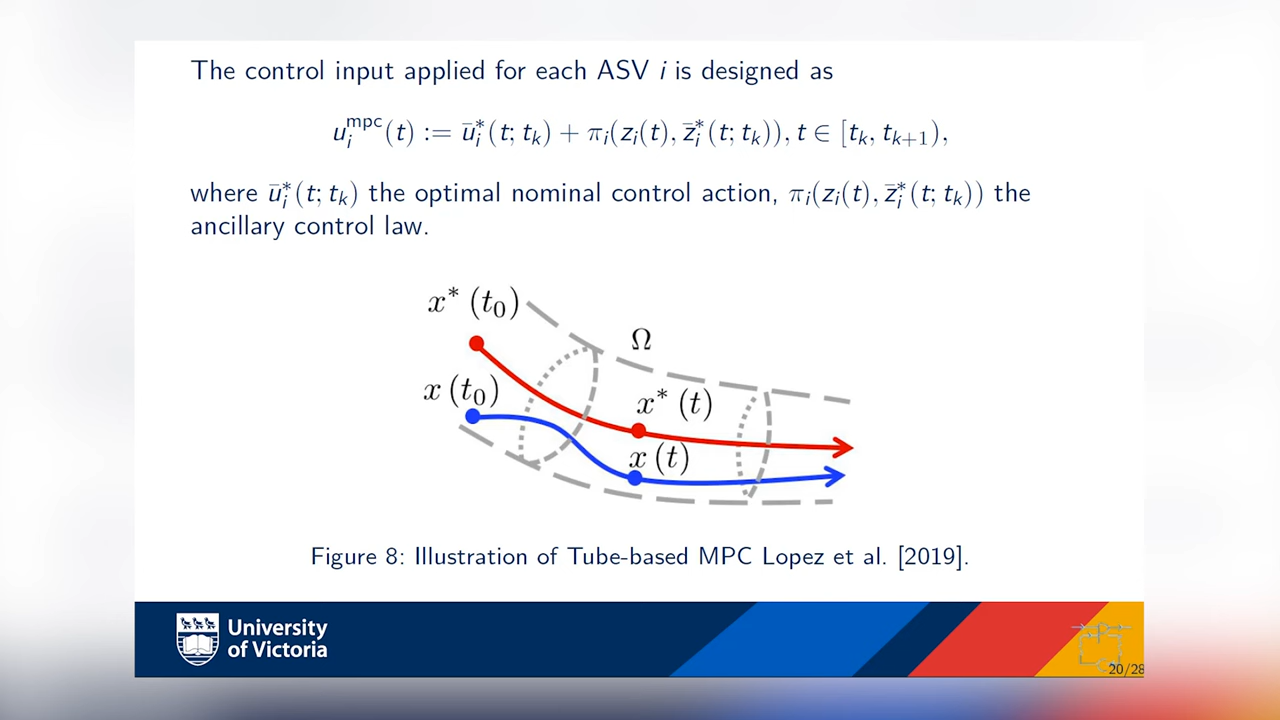 The control input applied for each ASV i is designed as
u_i^mpc(t) := ū_i^*(t; t_k) + π_i(z_i(t), z̄_i^*(t; t_k)), t ∈ [t_k, t_{k+1}),
where ū_i^*(t; t_k) the optimal nominal control action, π_i(z_i(t), z̄_i^*(t; t_k)) the
ancillary control law.
x* (t_0)
Ω
x (t_0)
x* (t)
x (t)
Figure 8: Illustration of Tube-based MPC Lopez et al. [2019].
University
of Victoria
20/28